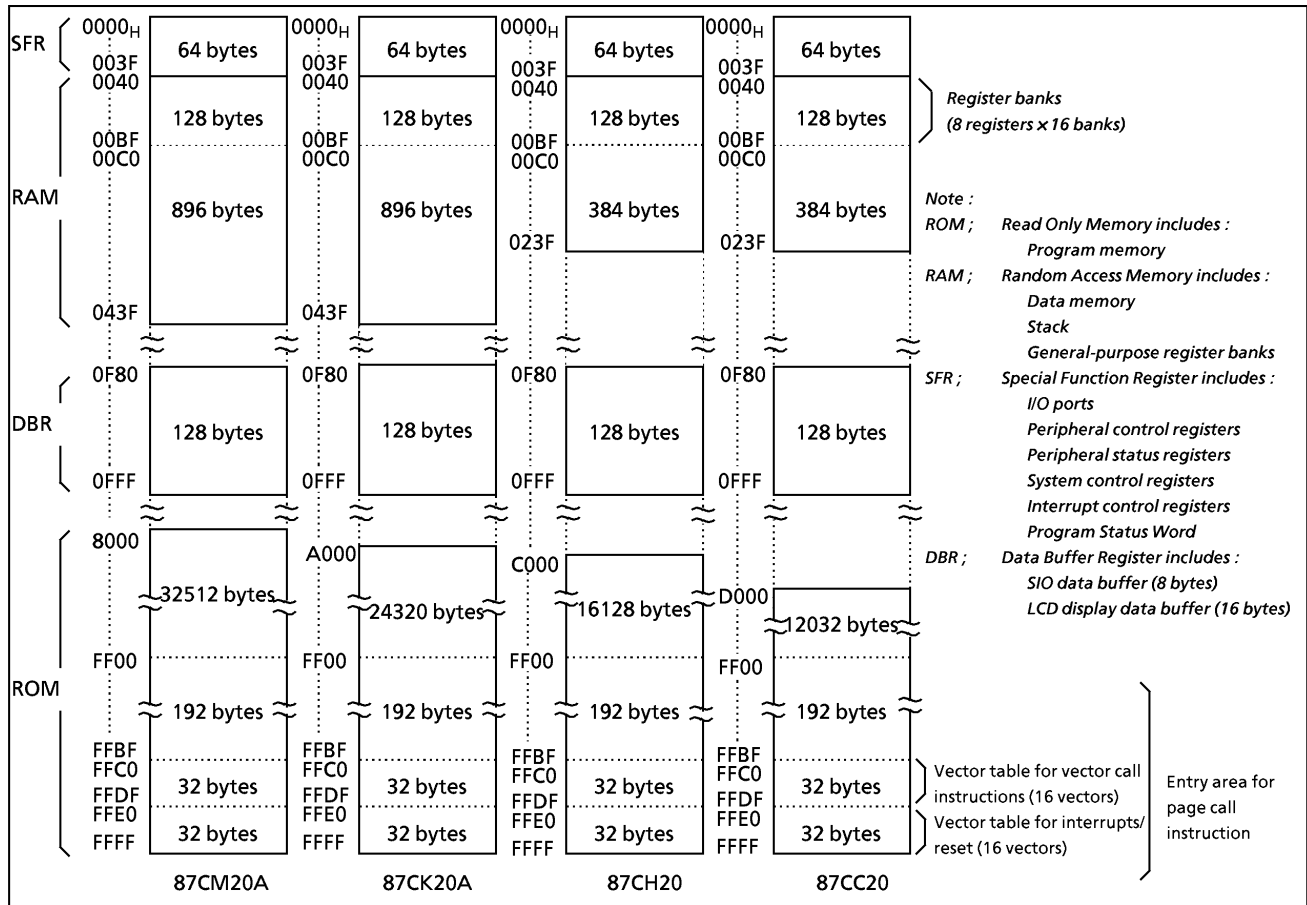 0000H 0000H 0000H 0000H
SFR 64 bytes 64 bytes 64 bytes 64 bytes
003F 003F 003F 003F
0040 0040 0040 0040
128 bytes 128 bytes 128 bytes 128 bytes
Register banks
(8 registers × 16 banks)
00BF 00BF 00BF 00BF
00C0 00C0 00C0 00C0
RAM 896 bytes 896 bytes 384 bytes 384 bytes
023F 023F
043F 043F
Note :
ROM ; Read Only Memory includes :
Program memory
RAM ; Random Access Memory includes :
Data memory
Stack
General-purpose register banks
SFR ; Special Function Register includes :
I/O ports
Peripheral control registers
Peripheral status registers
System control registers
Interrupt control registers
Program Status Word
DBR ; Data Buffer Register includes :
SIO data buffer (8 bytes)
LCD display data buffer (16 bytes)
0F80 0F80 0F80 0F80
DBR 128 bytes 128 bytes 128 bytes 128 bytes
0FFF 0FFF 0FFF 0FFF
8000 A000 C000 D000
32512 bytes 24320 bytes 16128 bytes 12032 bytes
FF00 FF00 FF00 FF00
ROM
192 bytes 192 bytes 192 bytes 192 bytes
FFBF FFBF FFBF FFBF
FFC0 FFC0 FFC0 FFC0
32 bytes 32 bytes 32 bytes 32 bytes
Vector table for vector call
instructions (16 vectors)
FFDF FFDF FFDF FFDF
FFE0 FFE0 FFE0 FFE0
32 bytes 32 bytes 32 bytes 32 bytes
Vector table for interrupts/
reset (16 vectors)
FFFF FFFF FFFF FFFF
Entry area for
page call
instruction
87CM20A 87CK20A 87CH20 87CC20